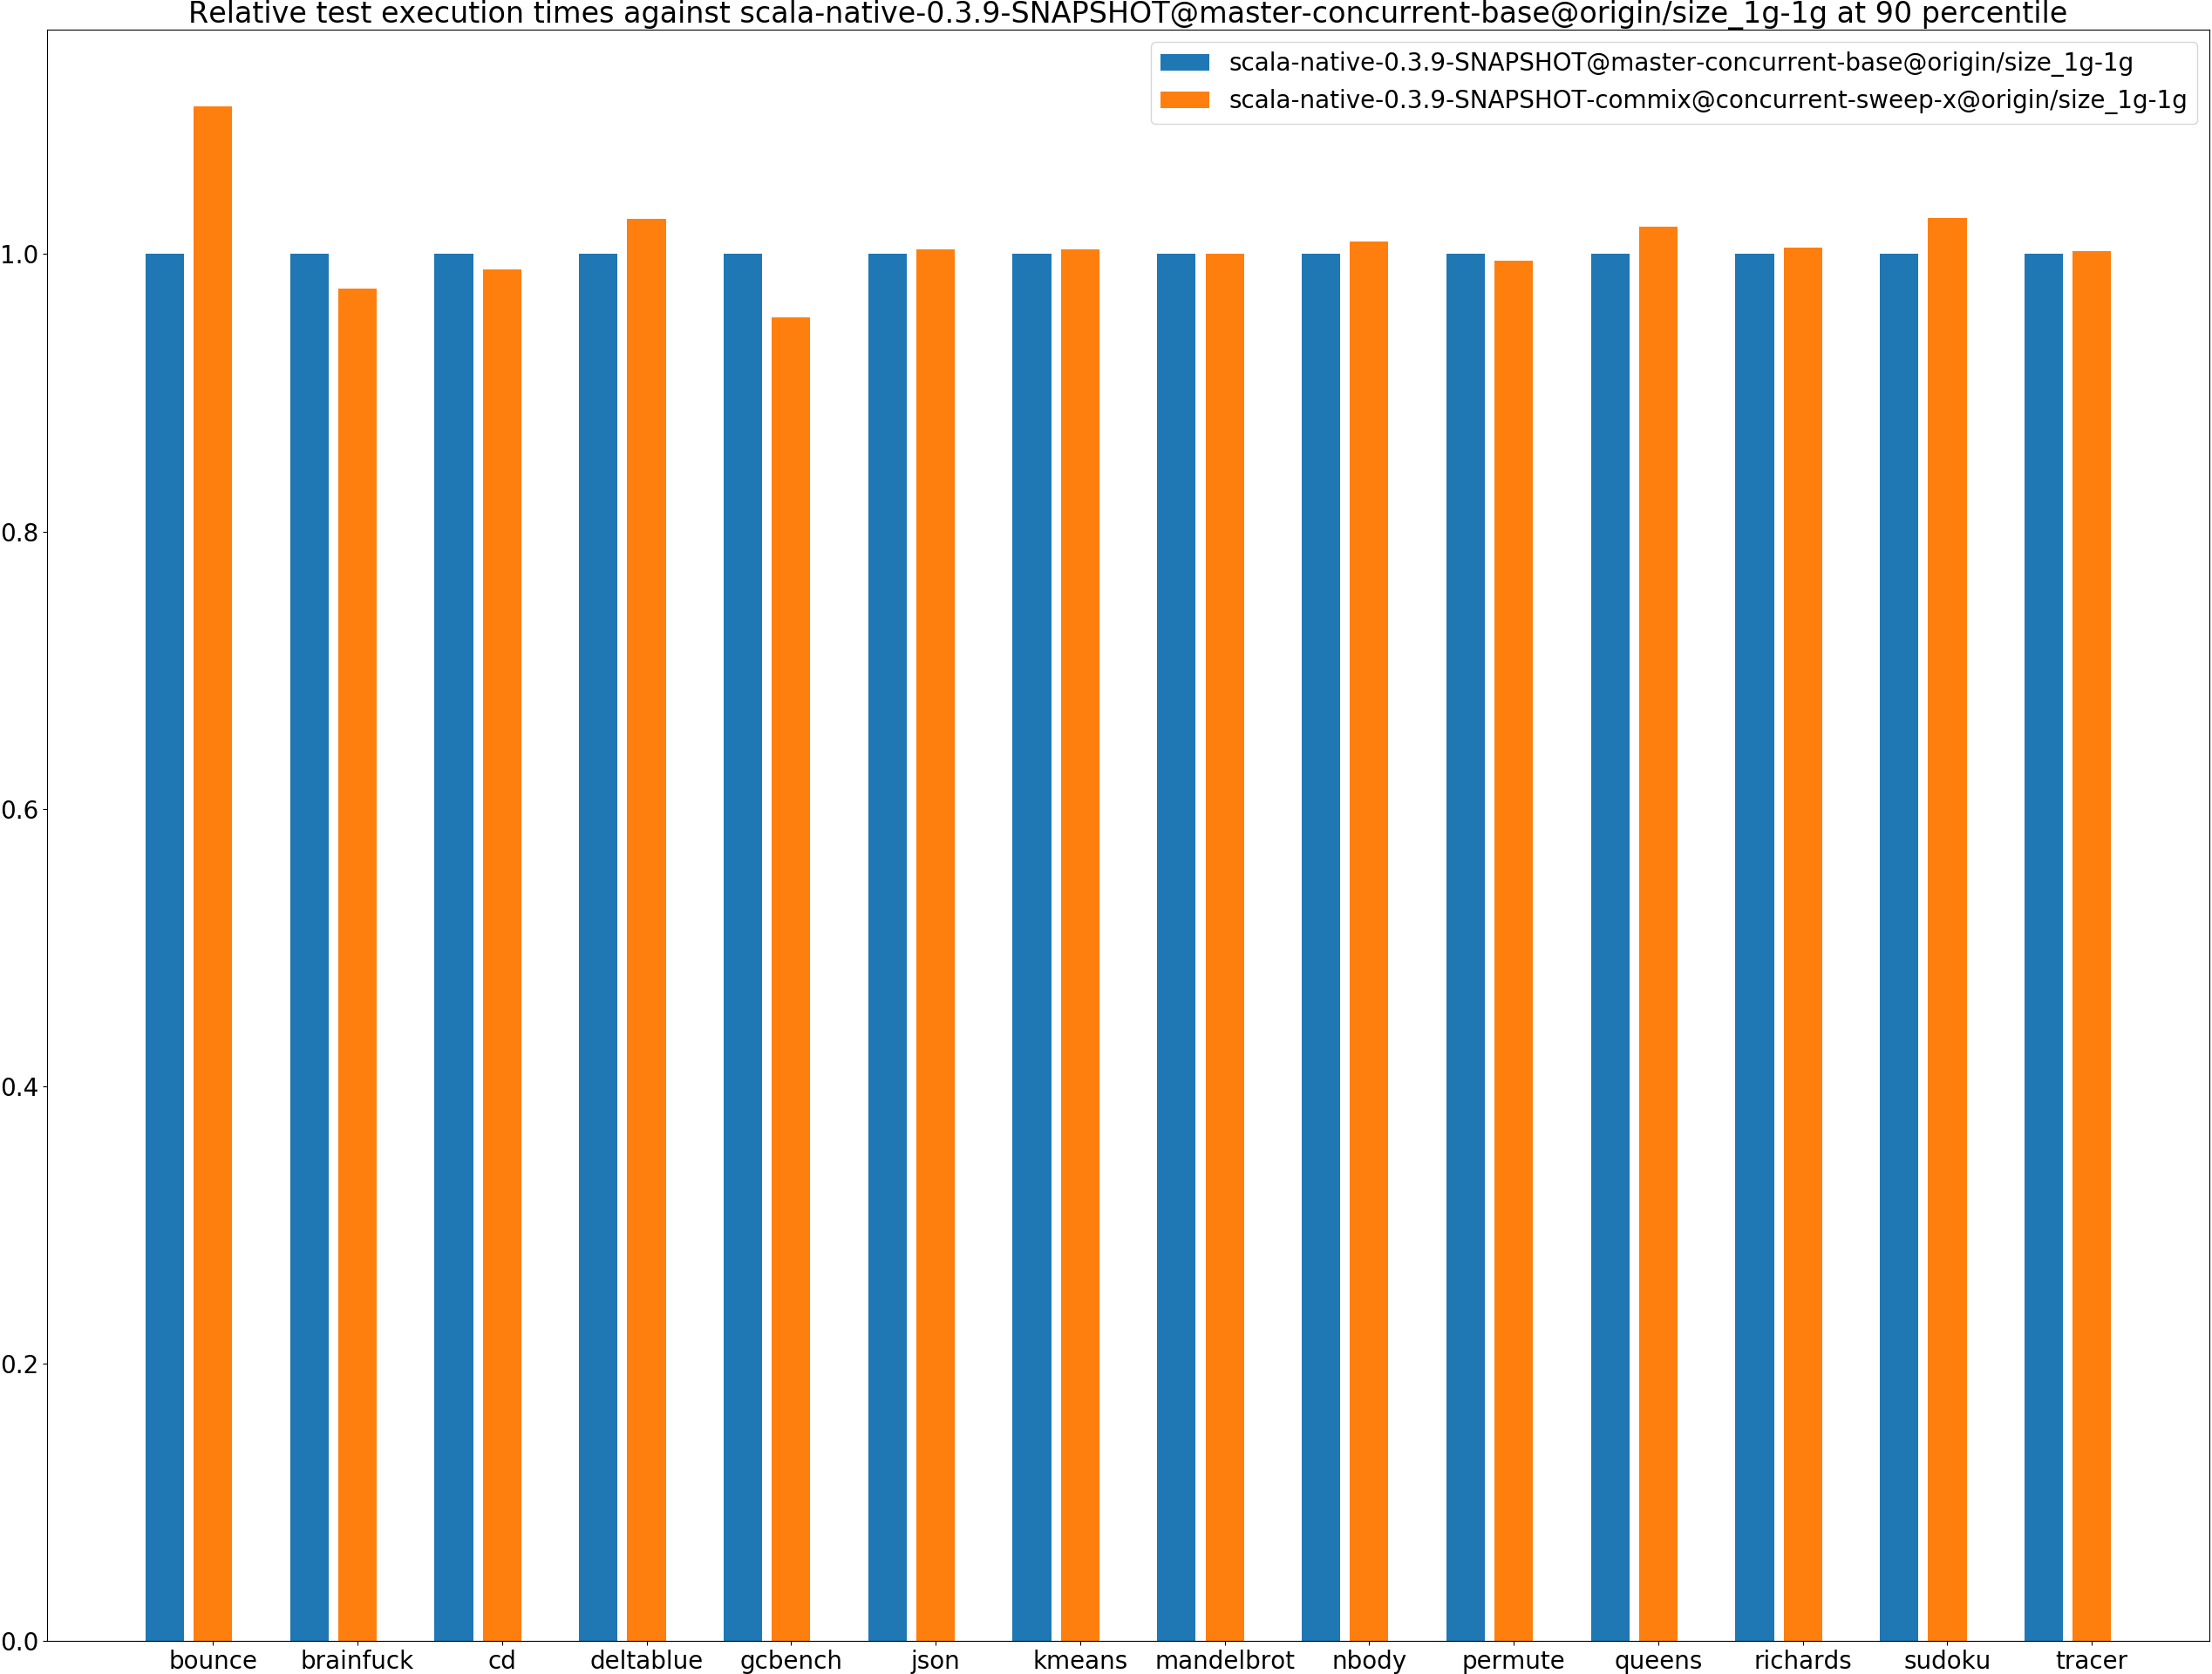 Relative test execution times against scala-native-0.3.9-SNAPSHOT@master-concurrent-base@origin/size_1g-1g at 90 percentile
scala-native-0.3.9-SNAPSHOT@master-concurrent-base@origin/size_1g-1g
scala-native-0.3.9-SNAPSHOT-commix@concurrent-sweep-x@origin/size_1g-1g
1.0
0.8
0.6
0.4
0.2
0.0
bounce brainfuck cd deltablue gcbench json kmeans mandelbrot nbody permute queens richards sudoku tracer